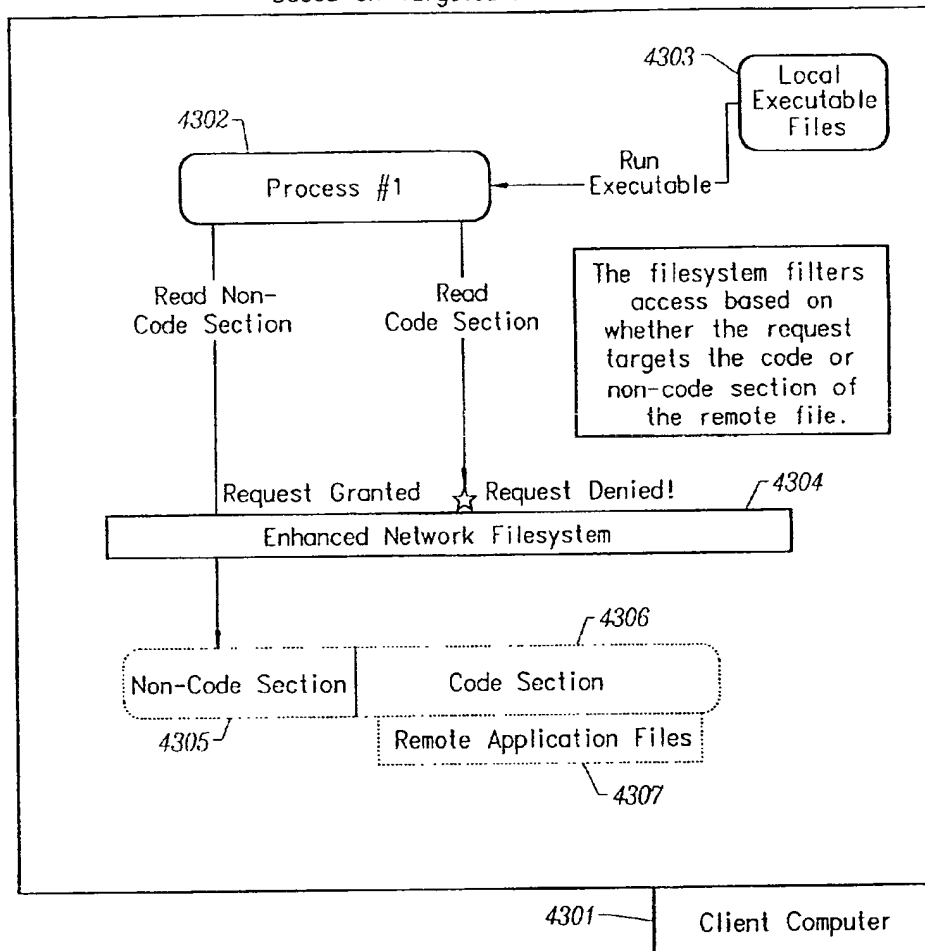 4303
Local
Executable
Files
4302
Process #1
Run
Executable
Read Non-
Code Section
Read
Code Section
The filesystem filters
access based on
whether the request
targets the code or
non-code section of
the remote file.
Request Granted
Request Denied!
4304
Enhanced Network Filesystem
4306
Non-Code Section
Code Section
4305
Remote Application Files
4307
4301
Client Computer